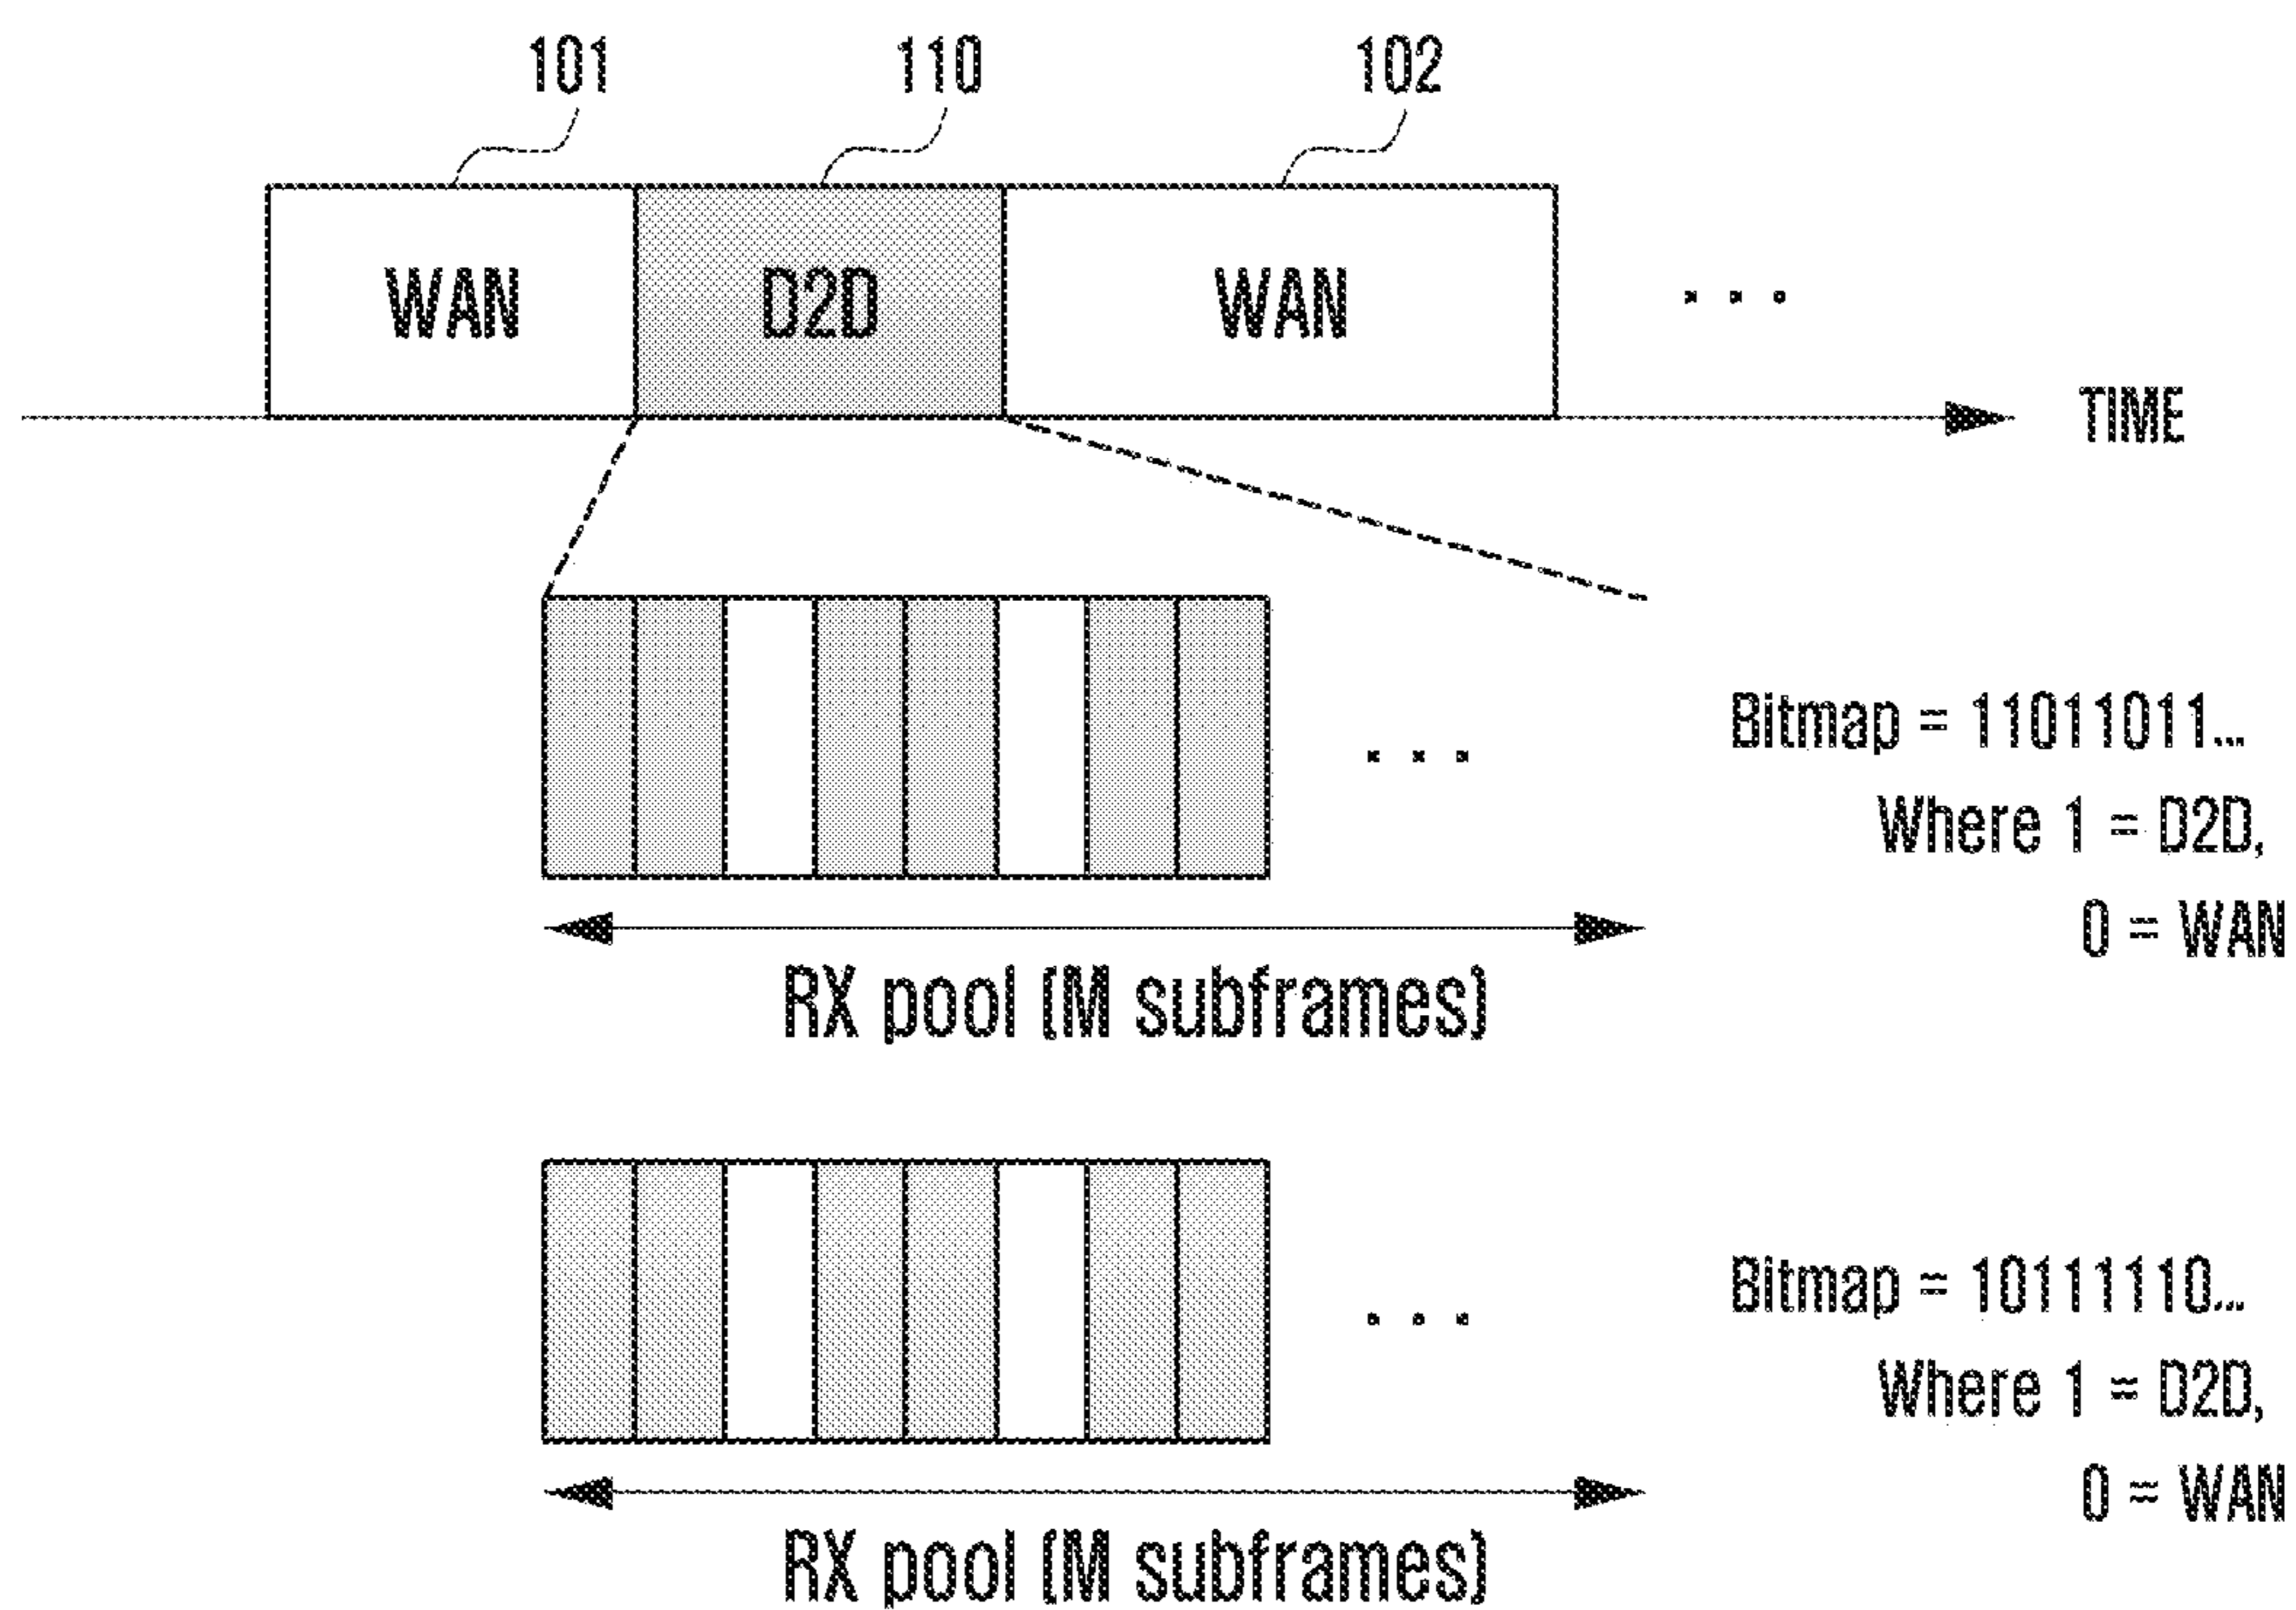 101 110 102
WAN D2D WAN ...
TIME
Bitmap = 11011011...
Where 1 = D2D,
0 = WAN
...
RX pool (M subframes)
Bitmap = 10111110...
Where 1 = D2D,
0 = WAN
...
RX pool (M subframes)